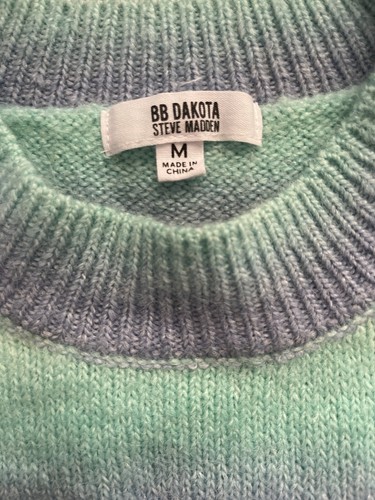 BB DAKOTA
STEVE MADDEN
M
MADE IN
CHINA